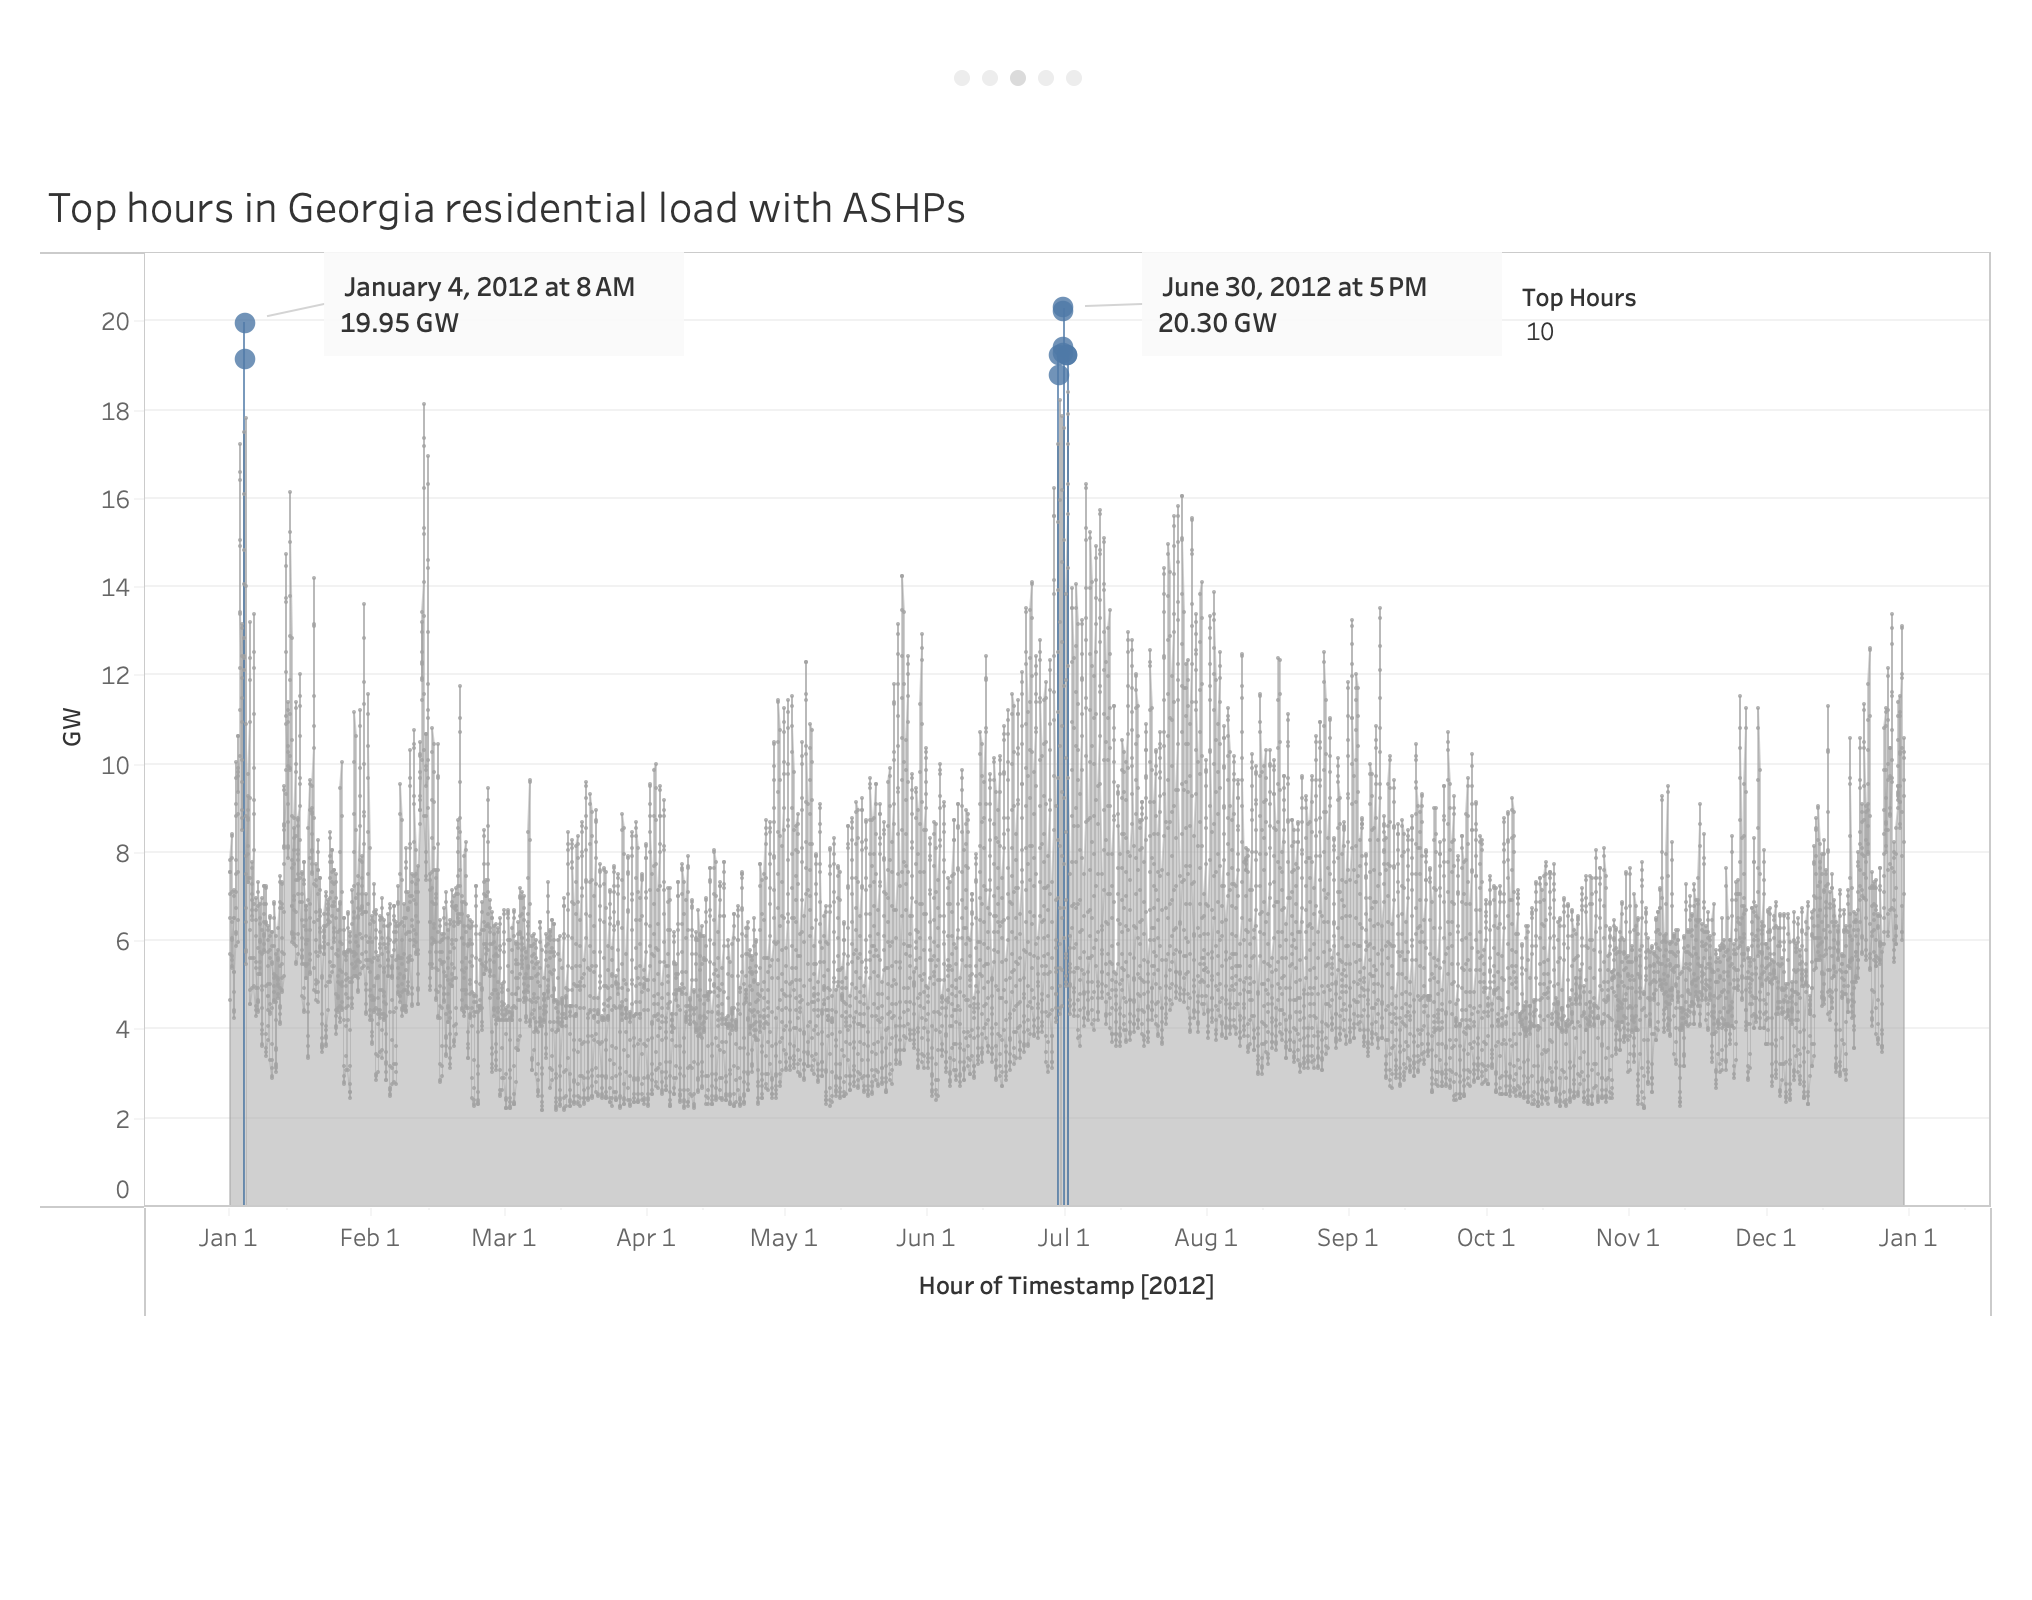 Top hours in Georgia residential load with ASHPs
January 4, 2012 at 8 AM
19.95 GW
June 30, 2012 at 5 PM
20.30 GW
Top Hours
10
GW
20
18
16
14
12
10
8
6
4
2
0
Jan 1 Feb 1 Mar 1 Apr 1 May 1 Jun 1 Jul 1 Aug 1 Sep 1 Oct 1 Nov 1 Dec 1 Jan 1
Hour of Timestamp [2012]